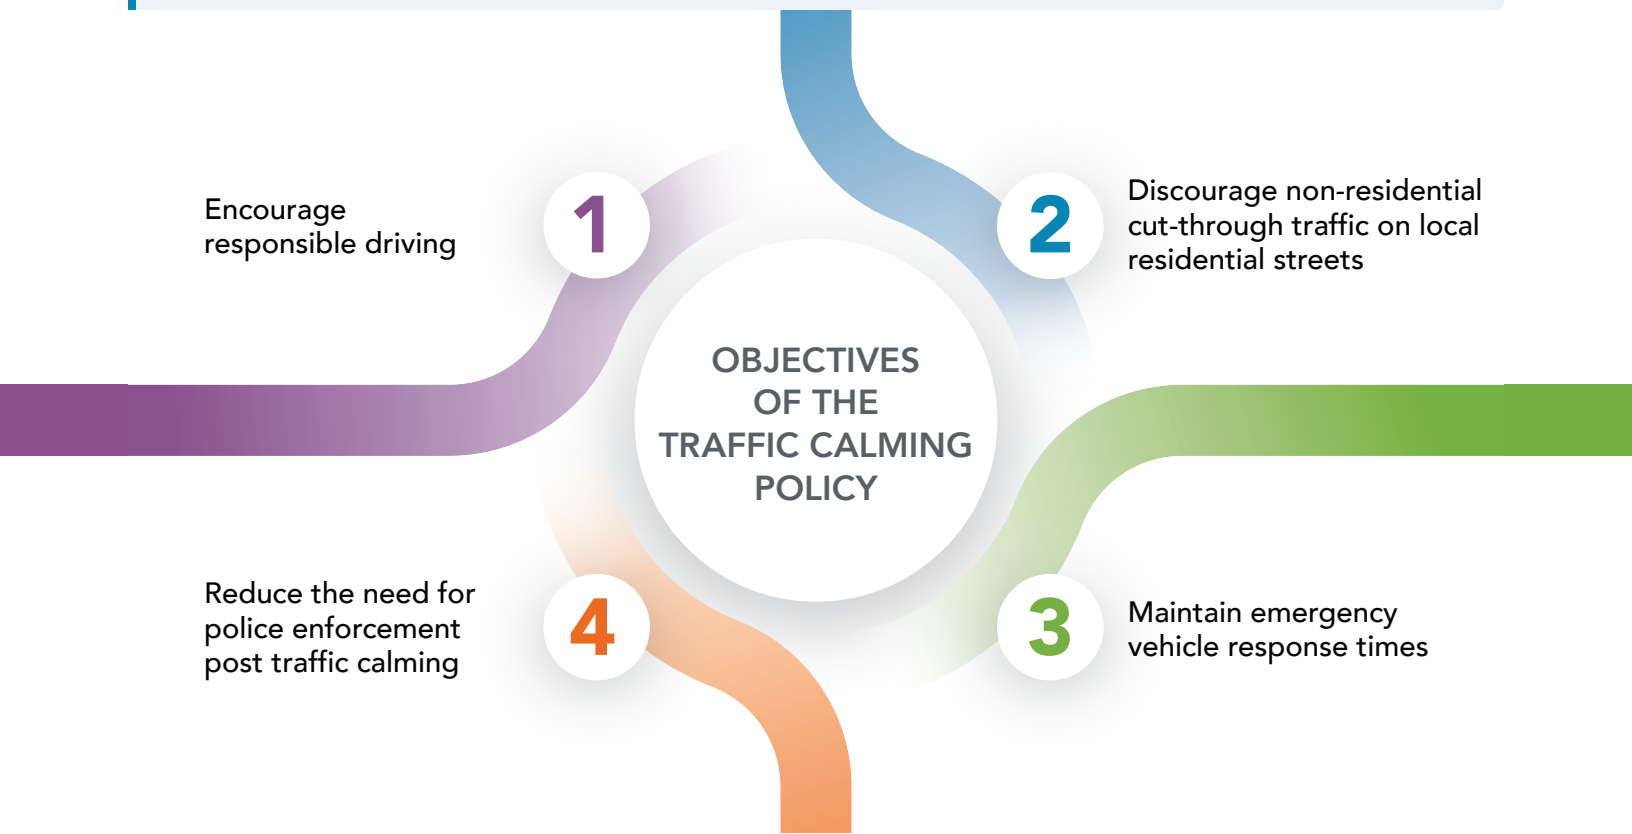 1
Encourage
responsible driving
2
Discourage non-residential
cut-through traffic on local
residential streets
OBJECTIVES
OF THE
TRAFFIC CALMING
POLICY
4
Reduce the need for
police enforcement
post traffic calming
3
Maintain emergency
vehicle response times